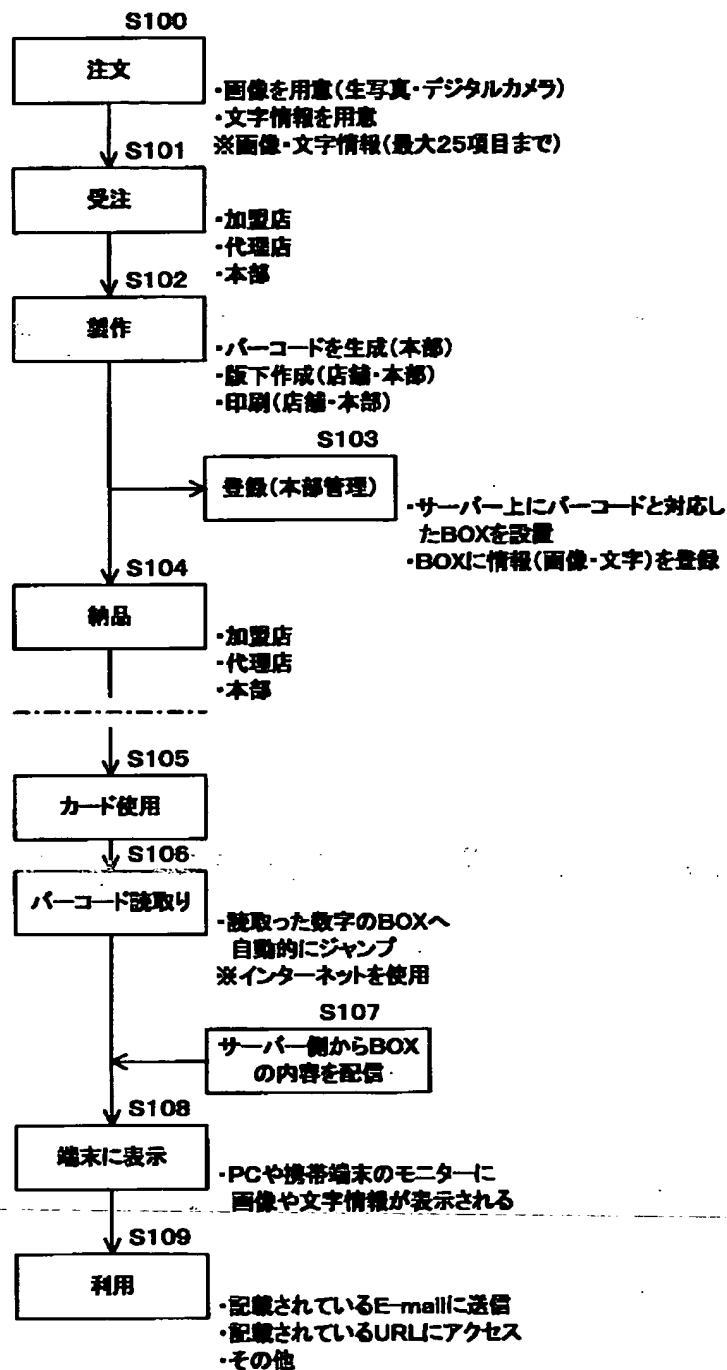 S100
注文
・画像を用意(生写真・デジタルカメラ)
・文字情報を用意
※画像・文字情報(最大25項目まで)
S101
受注
・加盟店
・代理店
・本部
S102
製作
・バーコードを生成(本部)
・版下作成(店舗・本部)
・印刷(店舗・本部)
S103
登録(本部管理)
・サーバー上にバーコードと対応し
たBOXを設置
・BOXに情報(画像・文字)を登録
S104
納品
・加盟店
・代理店
・本部
S105
カード使用
S106
バーコード読取り
・読取った数字のBOXへ
自動的にジャンプ
※インターネットを使用
S107
サーバー側からBOX
の内容を配信
S108
端末に表示
・PCや携帯端末のモニターに
画像や文字情報が表示される
S109
利用
・記載されているE-mailに送信
・記載されているURLにアクセス
・その他